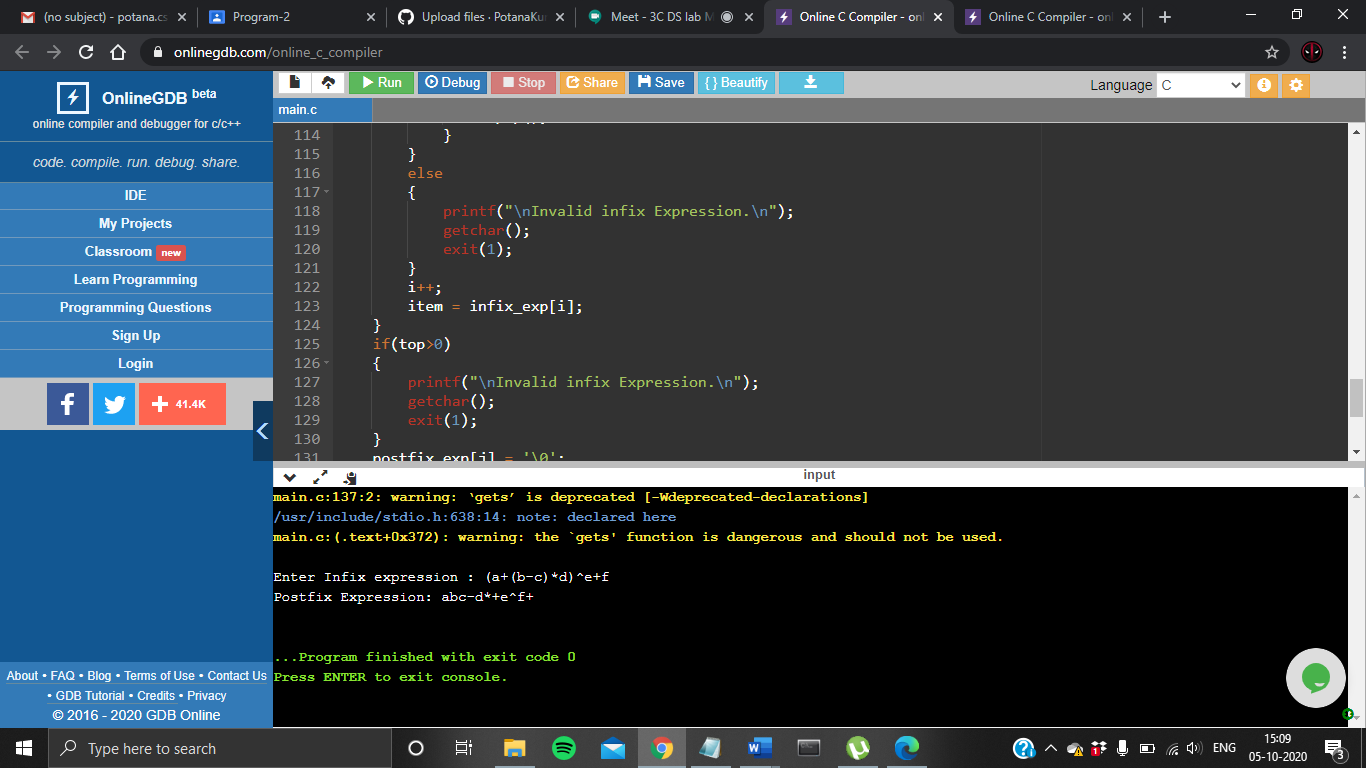 (no subject) - potana.cs
Program-2
Upload files · PotanaKu
Meet - 3C DS lab M
Online C Compiler - onl
Online C Compiler - onl
onlinegdb.com/online_c_compiler
OnlineGDB beta
online compiler and debugger for c/c++
code. compile. run. debug. share.
IDE
My Projects
Classroom new
Learn Programming
Programming Questions
Sign Up
Login
41.4K
About • FAQ • Blog • Terms of Use • Contact Us
• GDB Tutorial • Credits • Privacy
© 2016 - 2020 GDB Online
Run Debug Stop Share Save { } Beautify
Language C
main.c
114 }
115 }
116 else
117 {
118 printf("\nInvalid infix Expression.\n");
119 getchar();
120 exit(1);
121 }
122 i++;
123 item = infix_exp[i];
124 }
125 if(top>0)
126 {
127 printf("\nInvalid infix Expression.\n");
128 getchar();
129 exit(1);
130 }
131 postfix_exp[j] = '\0';
input
main.c:137:2: warning: ‘gets’ is deprecated [-Wdeprecated-declarations]
/usr/include/stdio.h:638:14: note: declared here
main.c:(.text+0x372): warning: the `gets' function is dangerous and should not be used.
Enter Infix expression : (a+(b-c)*d)^e+f
Postfix Expression: abc-d*+e^f+
...Program finished with exit code 0
Press ENTER to exit console.
Type here to search
ENG
15:09
05-10-2020
3